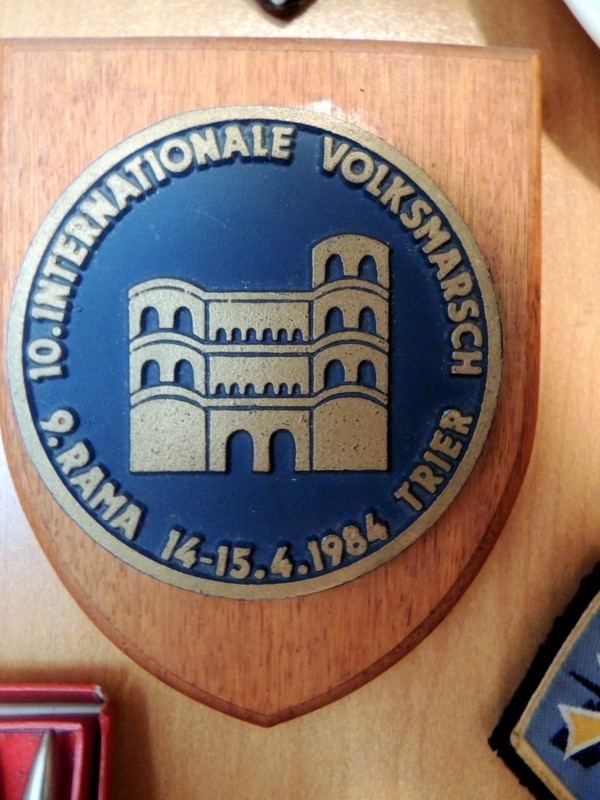 10. INTERNATIONALE VOLKSMARSCH
9. RAMA 14-15.4.1984 TRIER